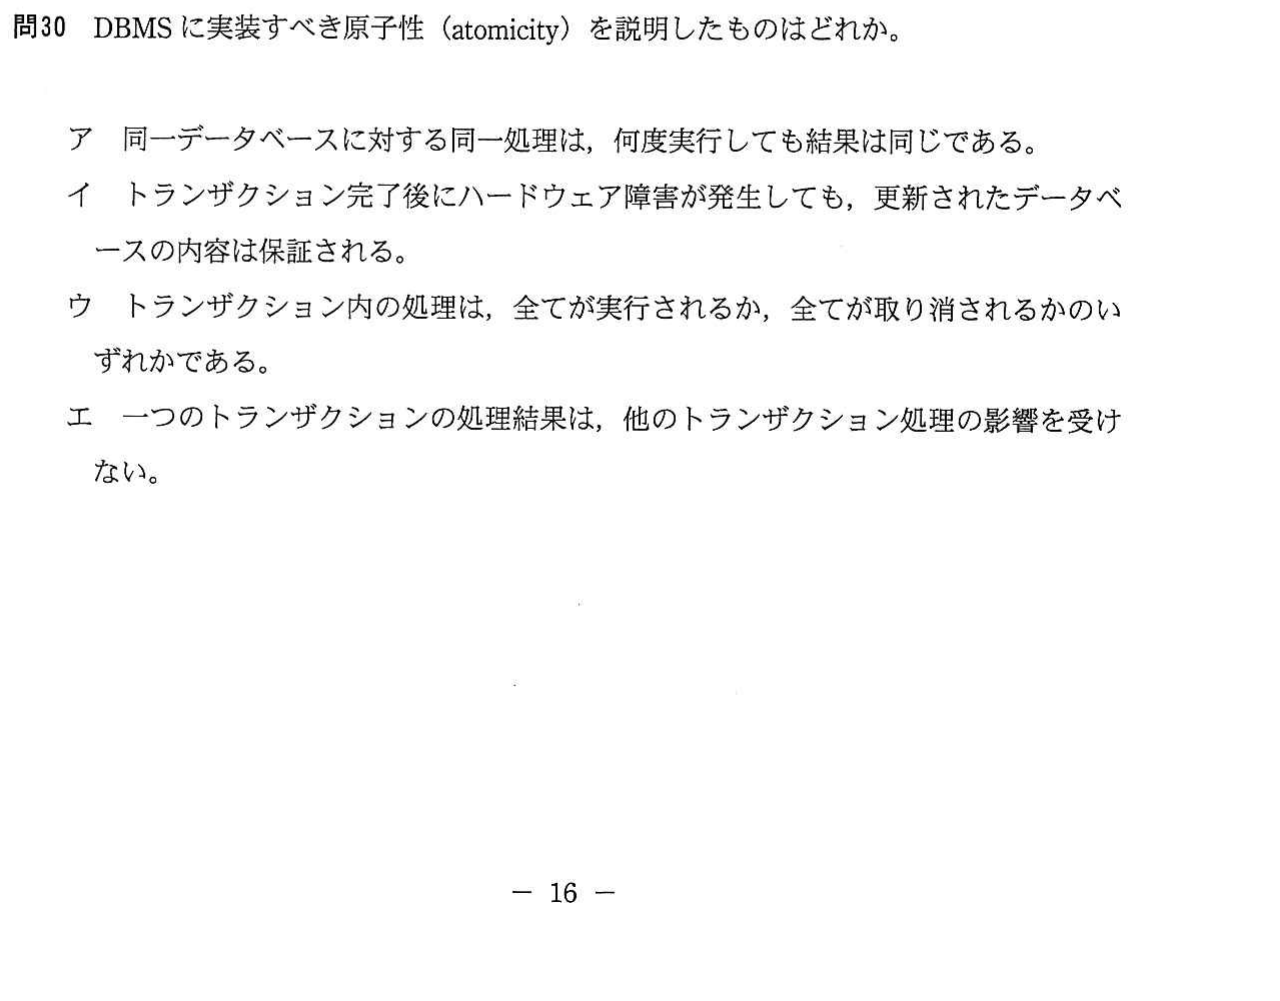 問30 DBMS に実装すべき原子性（atomicity）を説明したものはどれか。
ア 同一データベースに対する同一処理は，何度実行しても結果は同じである。
イ トランザクション完了後にハードウェア障害が発生しても，更新されたデータベ
ースの内容は保証される。
ウ トランザクション内の処理は，全てが実行されるか，全てが取り消されるかのい
ずれかである。
エ 一つのトランザクションの処理結果は，他のトランザクション処理の影響を受け
ない。
― 16 ―